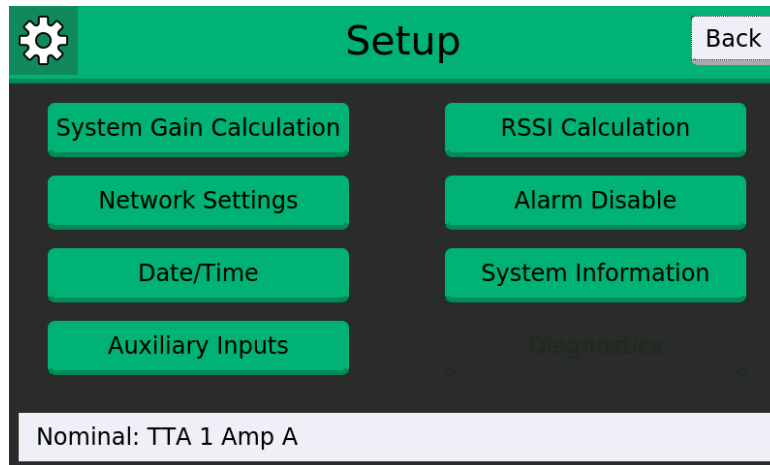 Setup
Back
System Gain Calculation
RSSI Calculation
Network Settings
Alarm Disable
Date/Time
System Information
Auxiliary Inputs
Diagnostics
Nominal: TTA 1 Amp A